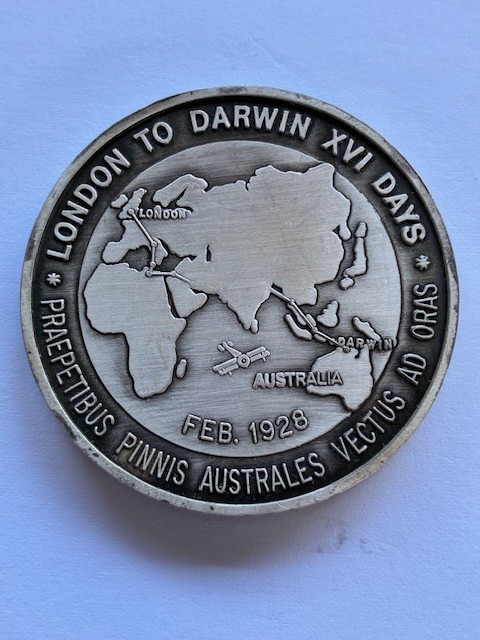 * LONDON TO DARWIN XVI DAYS *
LONDON
DARWIN
AUSTRALIA
FEB. 1928
PRAEPETIBUS PINNIS AUSTRALES VECTUS AD ORAS